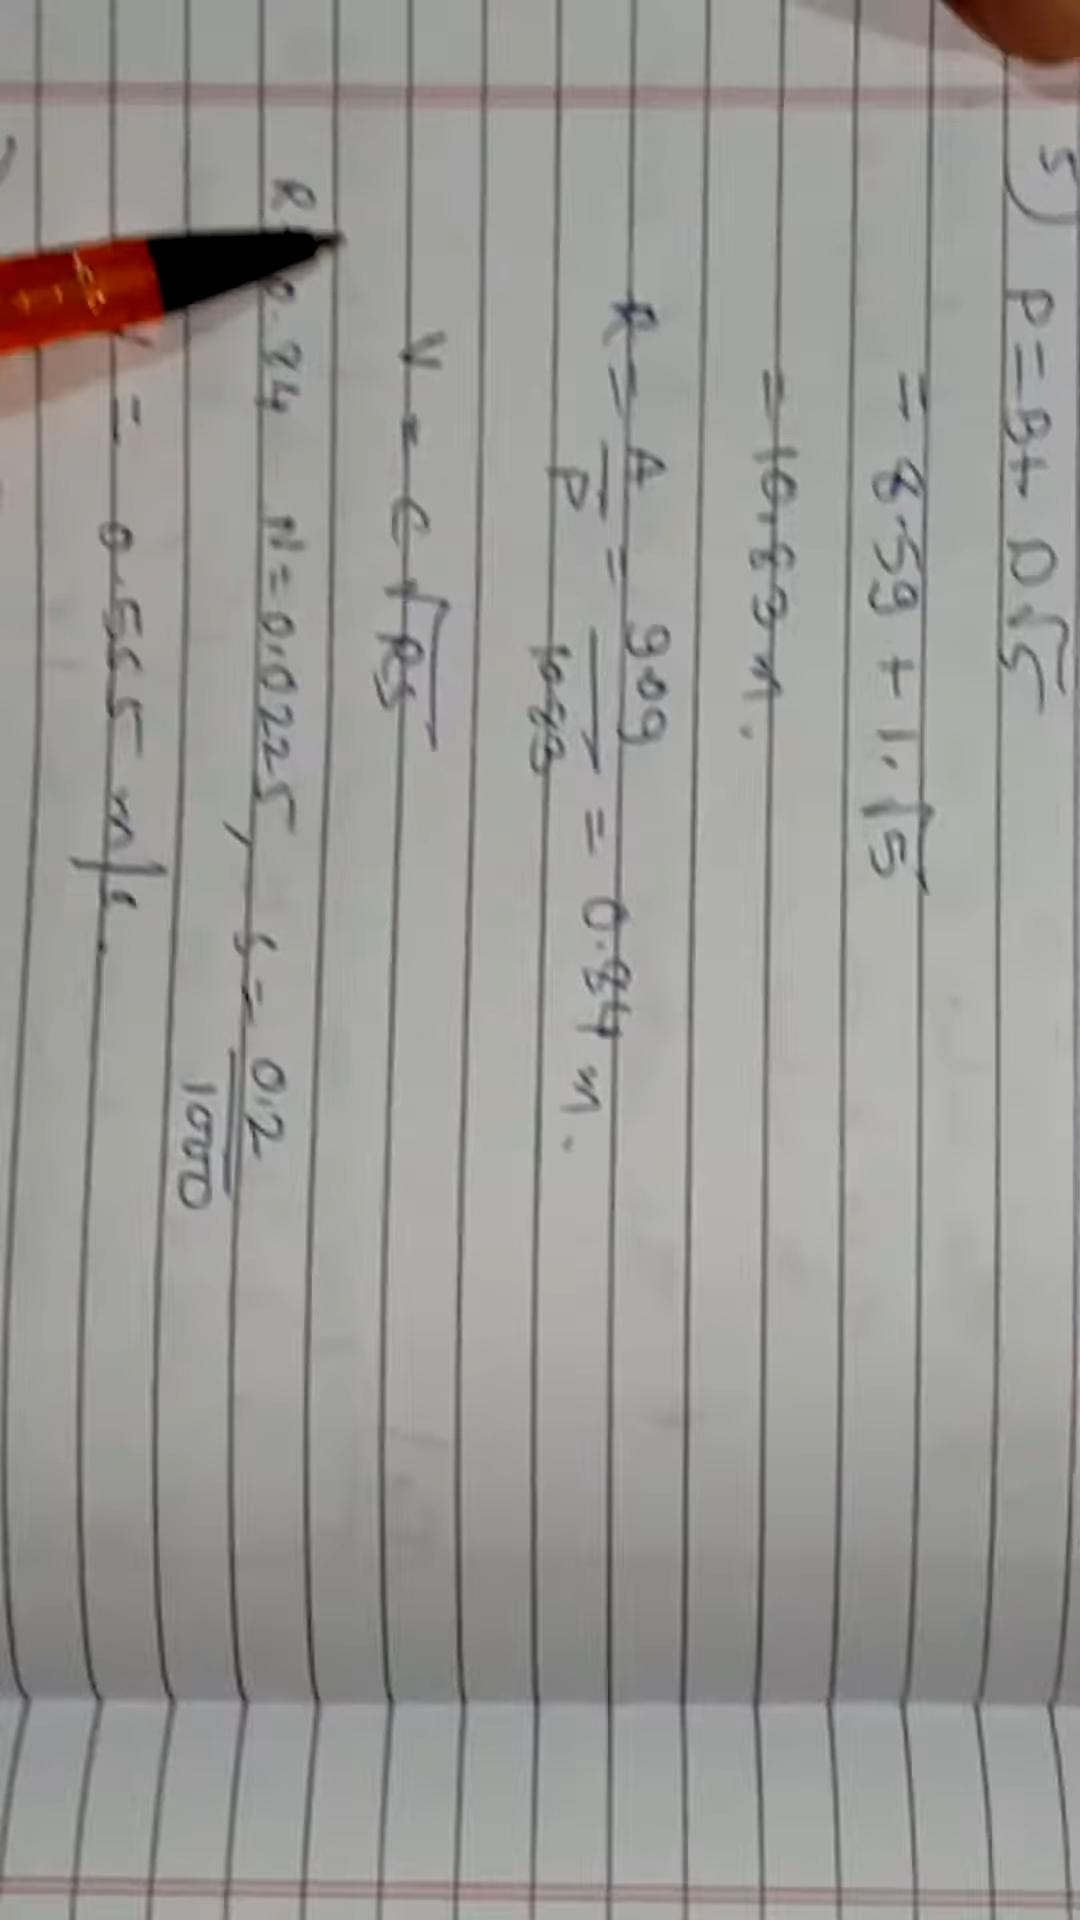 5) P = B + D√5
= 8.59 + 1.√5
= 10.83 m.
R = A/P = 9.09/10.83 = 0.84 m.
V = C√RS
R = 0.84 N = 0.0225, S = 0.2/1000
= 0.555 m/s.